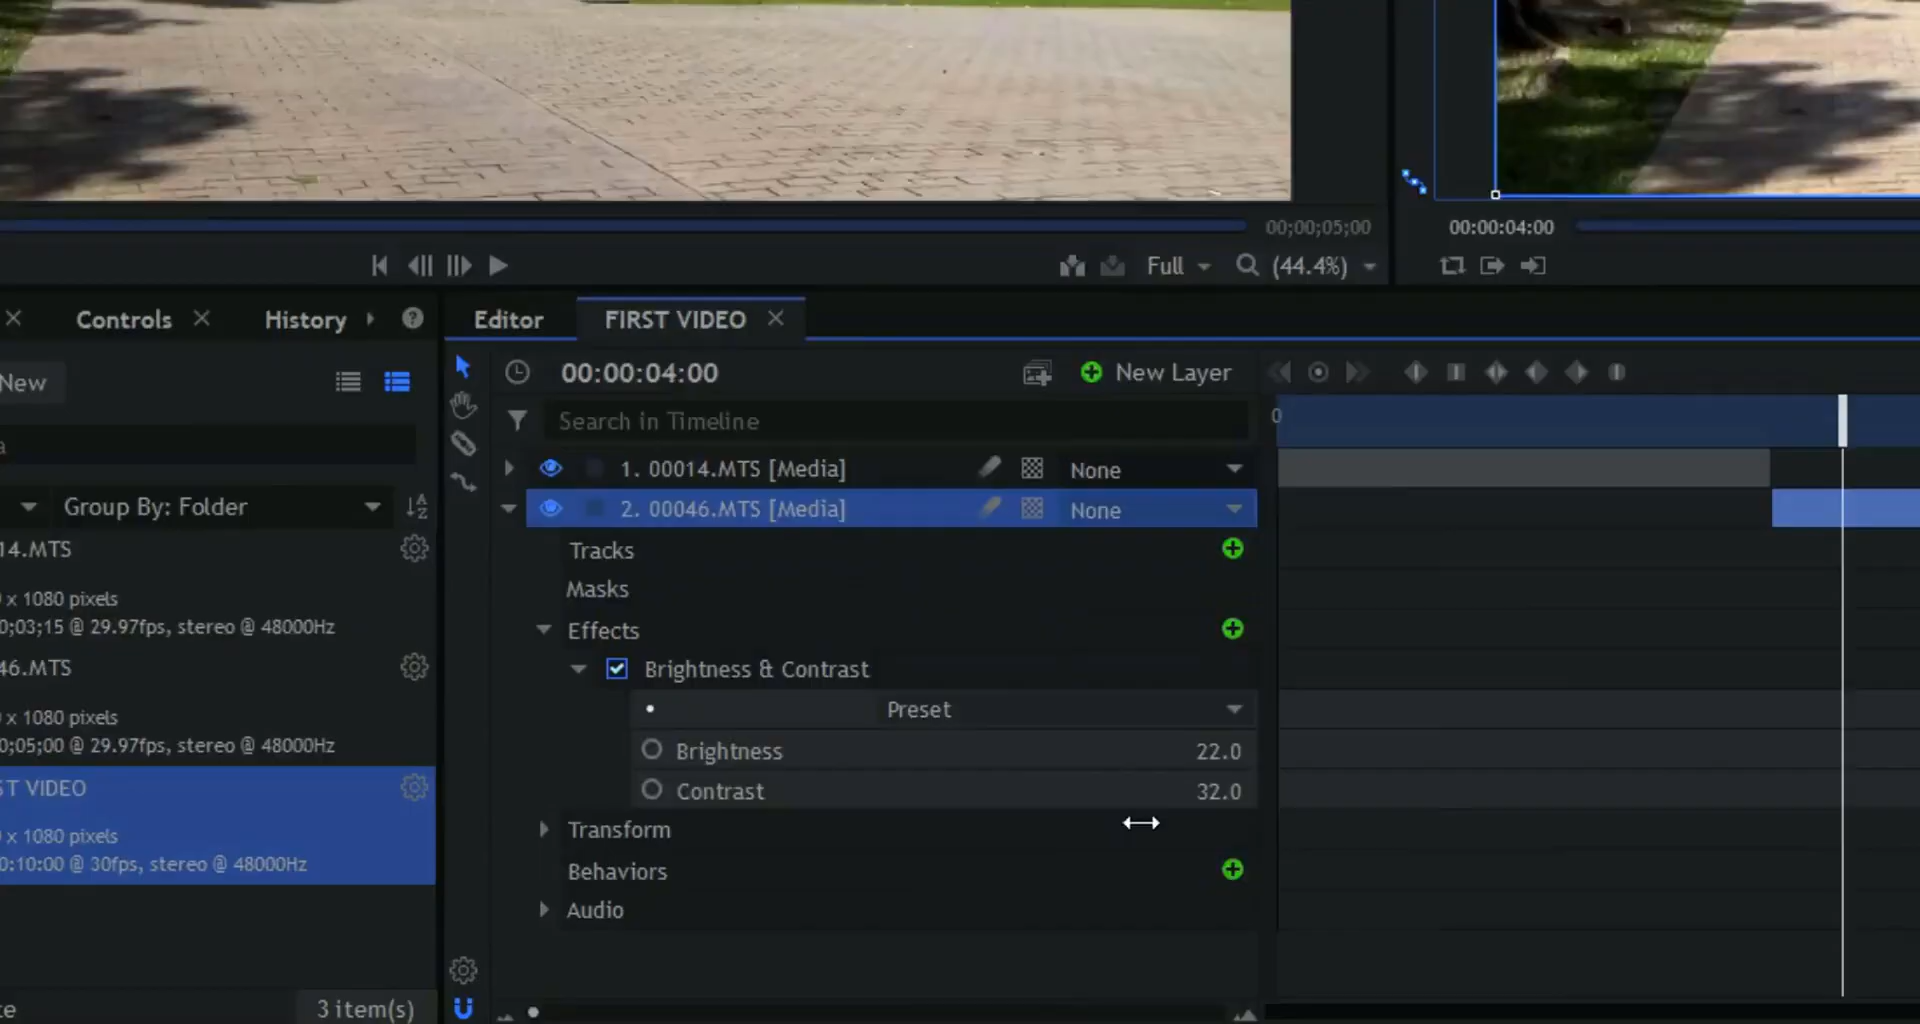 00;00;05;00
00:00:04:00
Full
(44.4%)
Controls
History
Editor
FIRST VIDEO
New
00:00:04:00
New Layer
Search in Timeline
0
a
1. 00014.MTS [Media]
None
Group By: Folder
2. 00046.MTS [Media]
None
14.MTS
x 1080 pixels
0;03;15 @ 29.97fps, stereo @ 48000Hz
46.MTS
x 1080 pixels
0;05;00 @ 29.97fps, stereo @ 48000Hz
ST VIDEO
x 1080 pixels
0:10:00 @ 30fps, stereo @ 48000Hz
Tracks
Masks
Effects
Brightness & Contrast
Preset
Brightness
22.0
Contrast
32.0
Transform
Behaviors
Audio
te
3 item(s)